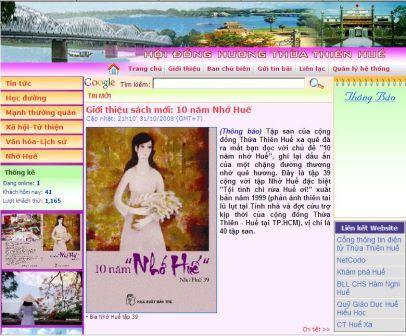 HỘI ĐỒNG HƯƠNG THỪA THIÊN HUẾ
Trang chủ Giới thiệu Ban chủ biên Gửi tin bài Liên lạc Quản lý hệ thống
Tin tức
Học đường
Mạnh thường quân
Xã hội-Từ thiện
Văn hóa-Lịch sử
Nhớ Huế
Thống kê
Đang online: 1
Khách hôm nay: 41
Lượt khách thứ: 1,165
Google Tìm kiếm:
TIN MỚI
Giới thiệu sách mới: 10 năm Nhớ Huế
Cập nhật: 21h10' 31/10/2008 (GMT+7)
10 năm "Nhớ Huế"
Nhớ Huế 39
NHÀ XUẤT BẢN TRẺ
• Bìa Nhớ Huế tập 39
(Thông báo) Tập san của cộng
đồng Thừa Thiên Huế xa quê đã
ra mắt bạn đọc với chủ đề "10
năm nhớ Huế", ghi lại dấu ấn
của một chặng đường thương
nhớ quê hương. Đây là tập 39
cộng với tập Nhớ Huế đặc biệt
"Tội tình chi rứa Huế ơi!" xuất
bản năm 1999 (phản ánh thiên tai
lũ lụt tại Tỉnh nhà và đợt cứu trợ
kịp thời của cộng đồng Thừa
Thiên - Huế tại TP.HCM), vị chi là
40 tập san.
Chi tiết >>
Thông Báo
Liên kết Website
Cổng thông tin điện
tử Thừa Thiên Huế
NetCodo
Khám phá Huế
BLL CHS Hàm Nghi
Huế
Quỹ Giáo Dục Huế
Hiếu Học
CT Huế Xa